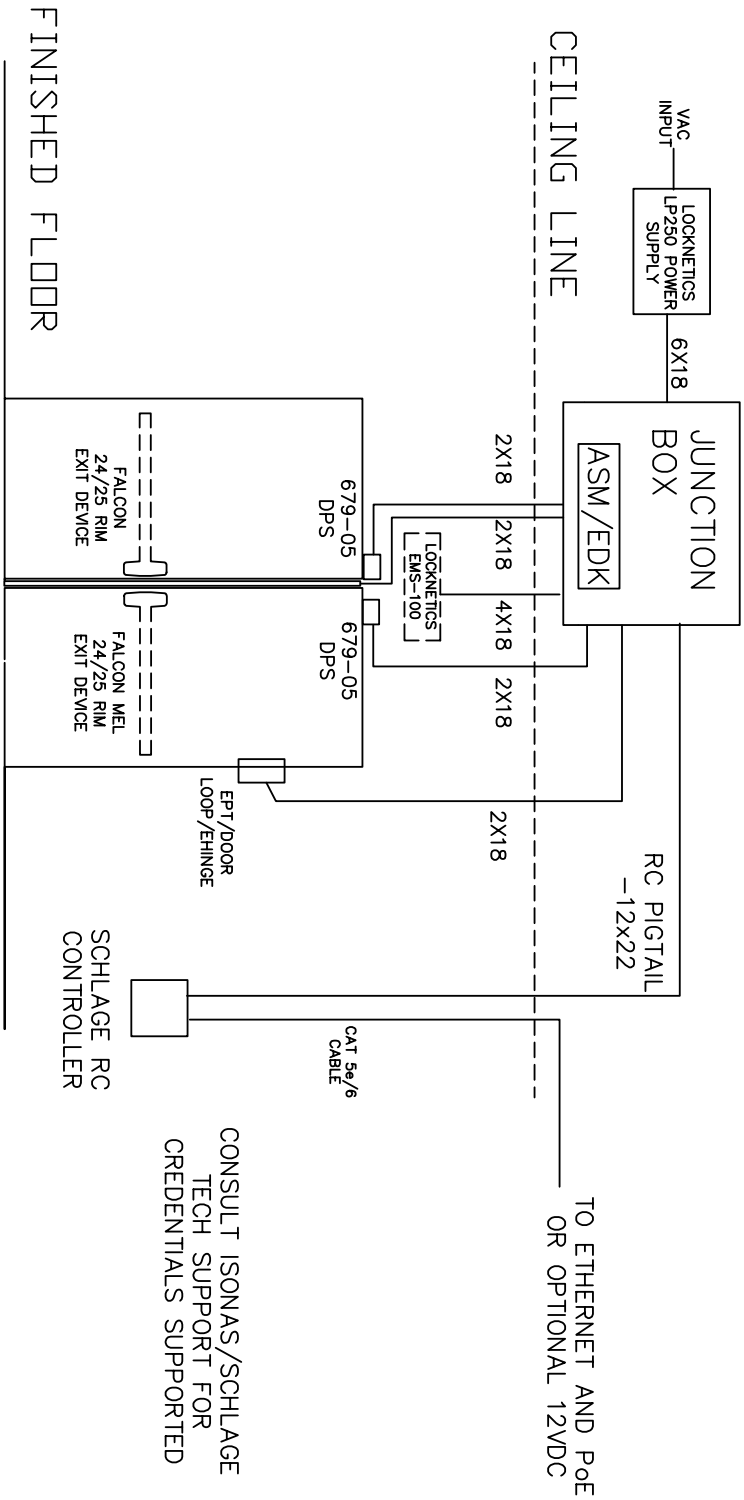 VAC
INPUT
LOCKNETICS
LP250 POWER
SUPPLY
6X18
JUNCTION
BOX
ASM/EDK
RC PIGTAIL
-12x22
TO ETHERNET AND PoE
OR OPTIONAL 12VDC
CEILING LINE
2X18
2X18
4X18
2X18
2X18
LOCKNETICS
EMS-100
679-05
DPS
679-05
DPS
CAT 5e/6
CABLE
EPT/DOOR
LOOP/EHINGE
FALCON
24/25 RIM
EXIT DEVICE
FALCON MEL
24/25 RIM
EXIT DEVICE
SCHLAGE RC
CONTROLLER
CONSULT ISONAS/SCHLAGE
TECH SUPPORT FOR
CREDENTIALS SUPPORTED
FINISHED FLOOR